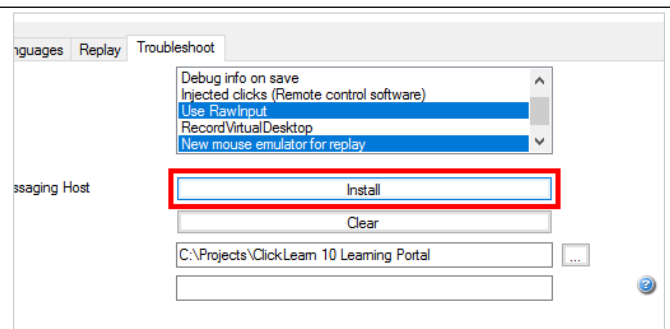 nguages Replay Troubleshoot
Debug info on save
Injected clicks (Remote control software)
Use RawInput
RecordVirtualDesktop
New mouse emulator for replay
ssaging Host Install
Clear
C:\Projects\ClickLearn 10 Learning Portal ...